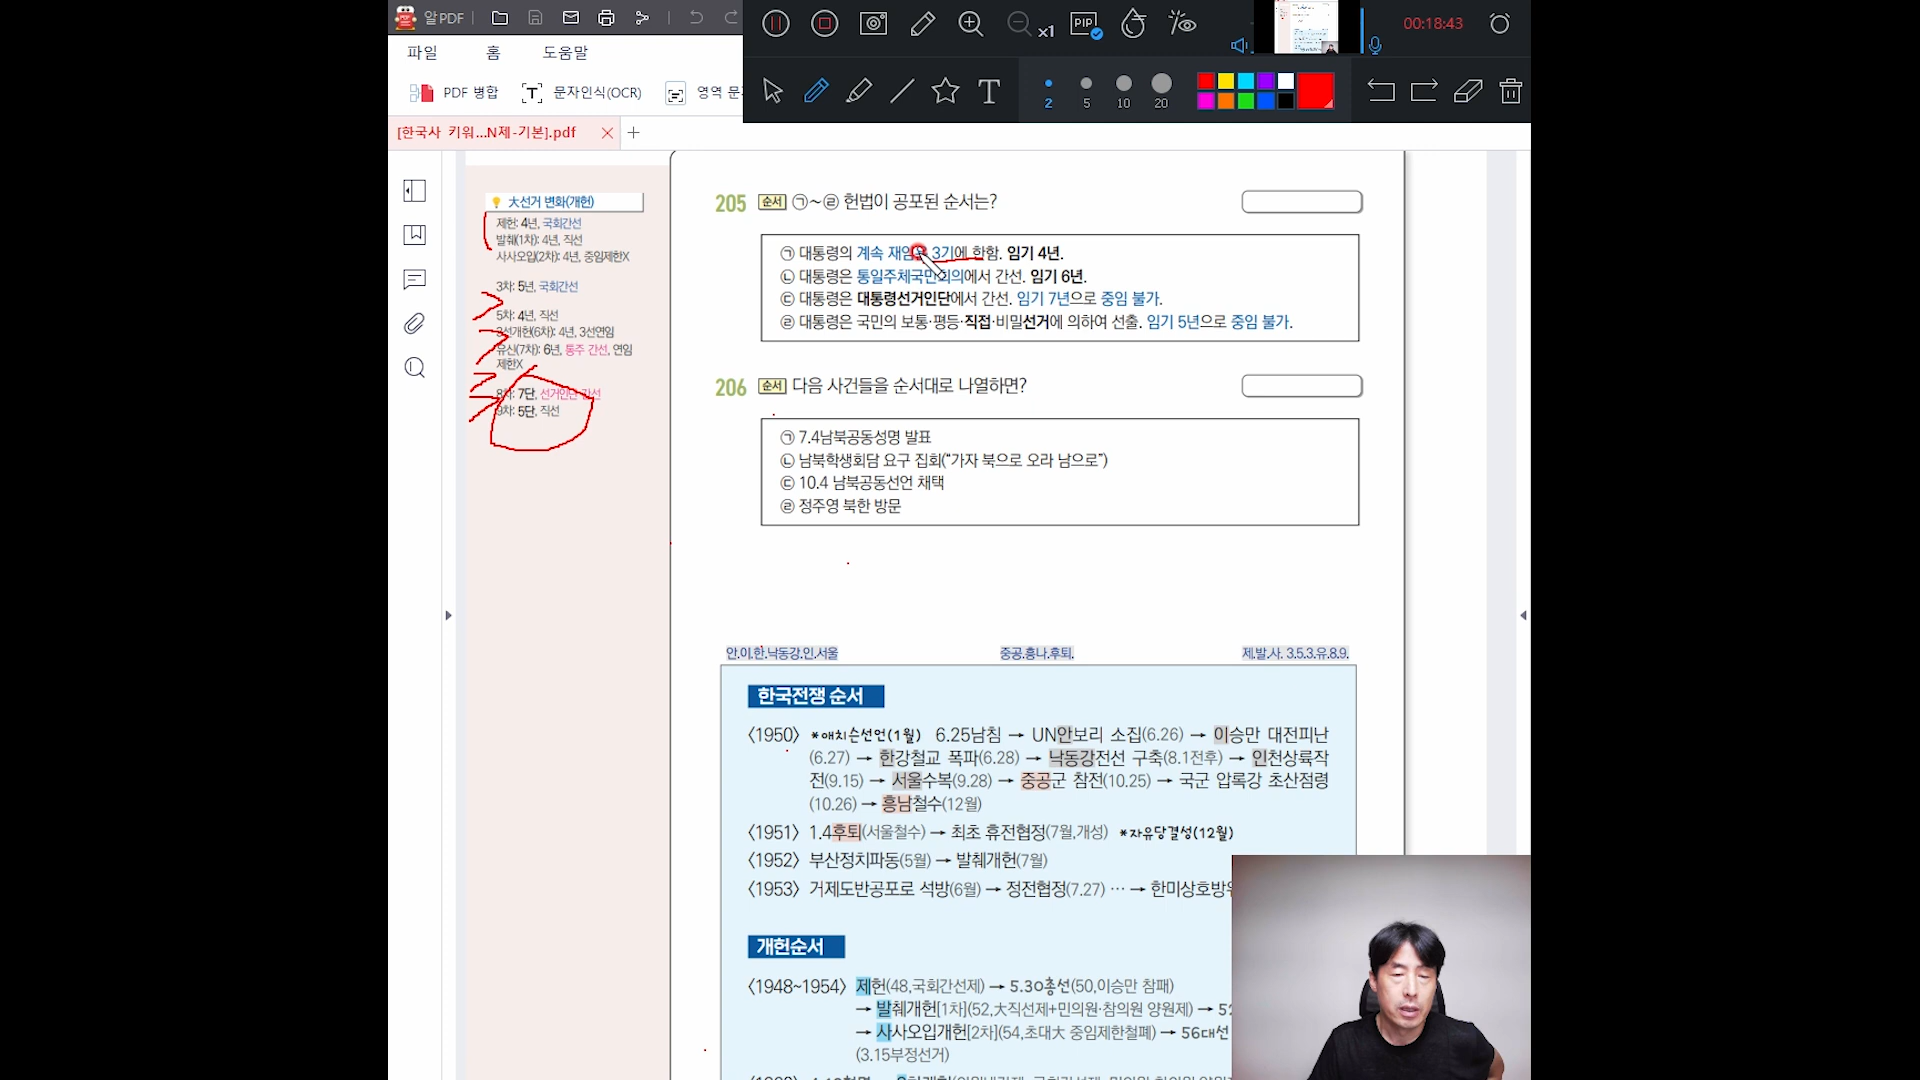 알PDF
x1
PIP
00:18:43
파일 홈 도움말
PDF 병합 문자인식(OCR) 영역
2 5 10 20
[한국사 키워...N제-기본].pdf
大선거 변화(개헌)
제헌: 4년, 국회간선
발췌(1차): 4년, 직선
사사오입(2차): 4년, 중임제한X
3차: 5년, 국회간선
5차: 4년, 직선
3선개헌(6차): 4년, 3선연임
유신(7차): 6년, 통주 간선, 연임
제한X
8차: 7단, 선거인단 간선
9차: 5단, 직선
205 순서 ㉠～㉣ 헌법이 공포된 순서는?
㉠ 대통령의 계속 재임은 3기에 한함. 임기 4년.
㉡ 대통령은 통일주체국민회의에서 간선. 임기 6년.
㉢ 대통령은 대통령선거인단에서 간선. 임기 7년으로 중임 불가.
㉣ 대통령은 국민의 보통·평등·직접·비밀선거에 의하여 선출. 임기 5년으로 중임 불가.
206 순서 다음 사건들을 순서대로 나열하면?
㉠ 7.4남북공동성명 발표
㉡ 남북학생회담 요구 집회(“가자 북으로 오라 남으로”)
㉢ 10.4 남북공동선언 채택
㉣ 정주영 북한 방문
안.이.한.낙동강.인.서울 중공.흥나.후퇴. 제.발.사. 3.5.3.유.8.9.
한국전쟁 순서
〈1950〉 *애치슨선언(1월) 6.25남침 → UN안보리 소집(6.26) → 이승만 대전피난
(6.27) → 한강철교 폭파(6.28) → 낙동강전선 구축(8.1전후) → 인천상륙작
전(9.15) → 서울수복(9.28) → 중공군 참전(10.25) → 국군 압록강 초산점령
(10.26) → 흥남철수(12월)
〈1951〉 1.4후퇴(서울철수) → 최초 휴전협정(7월,개성) *자유당결성(12월)
〈1952〉 부산정치파동(5월) → 발췌개헌(7월)
〈1953〉 거제도반공포로 석방(6월) → 정전협정(7.27) ··· → 한미상호방위
개헌순서
〈1948~1954〉 제헌(48,국회간선제) → 5.30총선(50,이승만 참패)
→ 발췌개헌[1차](52,大직선제+민의원·참의원 양원제) → 52
→ 사사오입개헌[2차](54,초대大 중임제한철폐) → 56대선
(3.15부정선거)